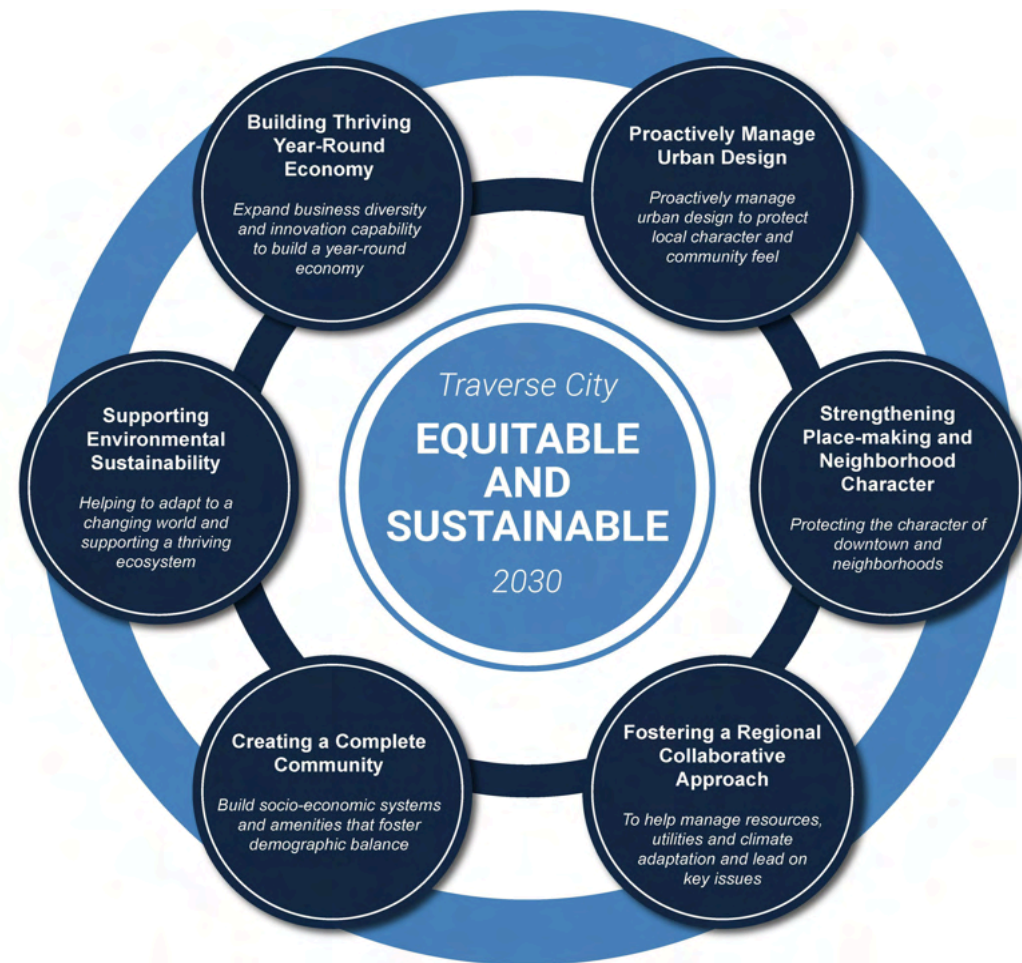 Building Thriving
Year-Round
Economy
Expand business diversity
and innovation capability
to build a year-round
economy
Proactively Manage
Urban Design
Proactively manage
urban design to protect
local character and
community feel
Supporting
Environmental
Sustainability
Helping to adapt to a
changing world and
supporting a thriving
ecosystem
Traverse City
EQUITABLE
AND
SUSTAINABLE
2030
Strengthening
Place-making and
Neighborhood
Character
Protecting the character of
downtown and
neighborhoods
Creating a Complete
Community
Build socio-economic systems
and amenities that foster
demographic balance
Fostering a Regional
Collaborative
Approach
To help manage resources,
utilities and climate
adaptation and lead on
key issues